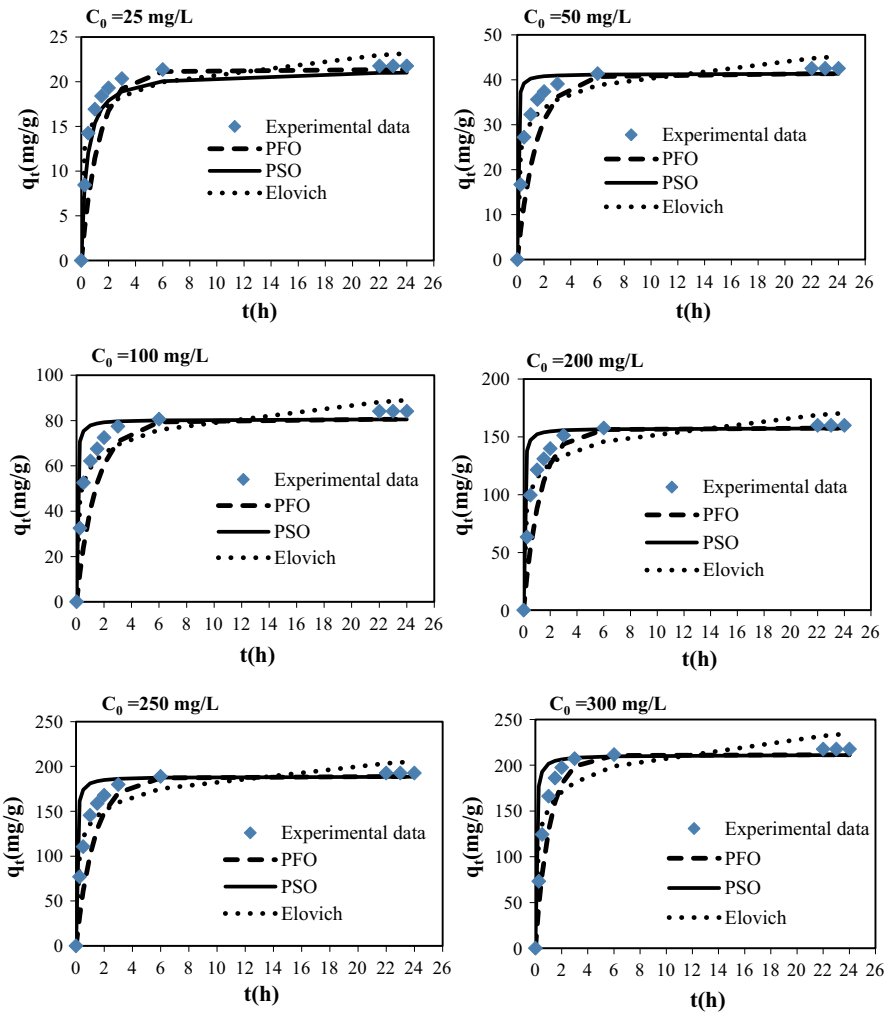 C₀ =25 mg/L
qₜ(mg/g)
25
20
15
10
5
0
Experimental data
PFO
PSO
Elovich
0 2 4 6 8 10 12 14 16 18 20 22 24 26
t(h)
C₀ =50 mg/L
qₜ(mg/g)
50
40
30
20
10
0
Experimental data
PFO
PSO
Elovich
0 2 4 6 8 10 12 14 16 18 20 22 24 26
t(h)
C₀ =100 mg/L
qₜ(mg/g)
100
80
60
40
20
0
Experimental data
PFO
PSO
Elovich
0 2 4 6 8 10 12 14 16 18 20 22 24 26
t(h)
C₀ =200 mg/L
qₜ(mg/g)
200
150
100
50
0
Experimental data
PFO
PSO
Elovich
0 2 4 6 8 10 12 14 16 18 20 22 24 26
t(h)
C₀ =250 mg/L
qₜ(mg/g)
250
200
150
100
50
0
Experimental data
PFO
PSO
Elovich
0 2 4 6 8 10 12 14 16 18 20 22 24 26
t(h)
C₀ =300 mg/L
qₜ(mg/g)
250
200
150
100
50
0
Experimental data
PFO
PSO
Elovich
0 2 4 6 8 10 12 14 16 18 20 22 24 26
t(h)